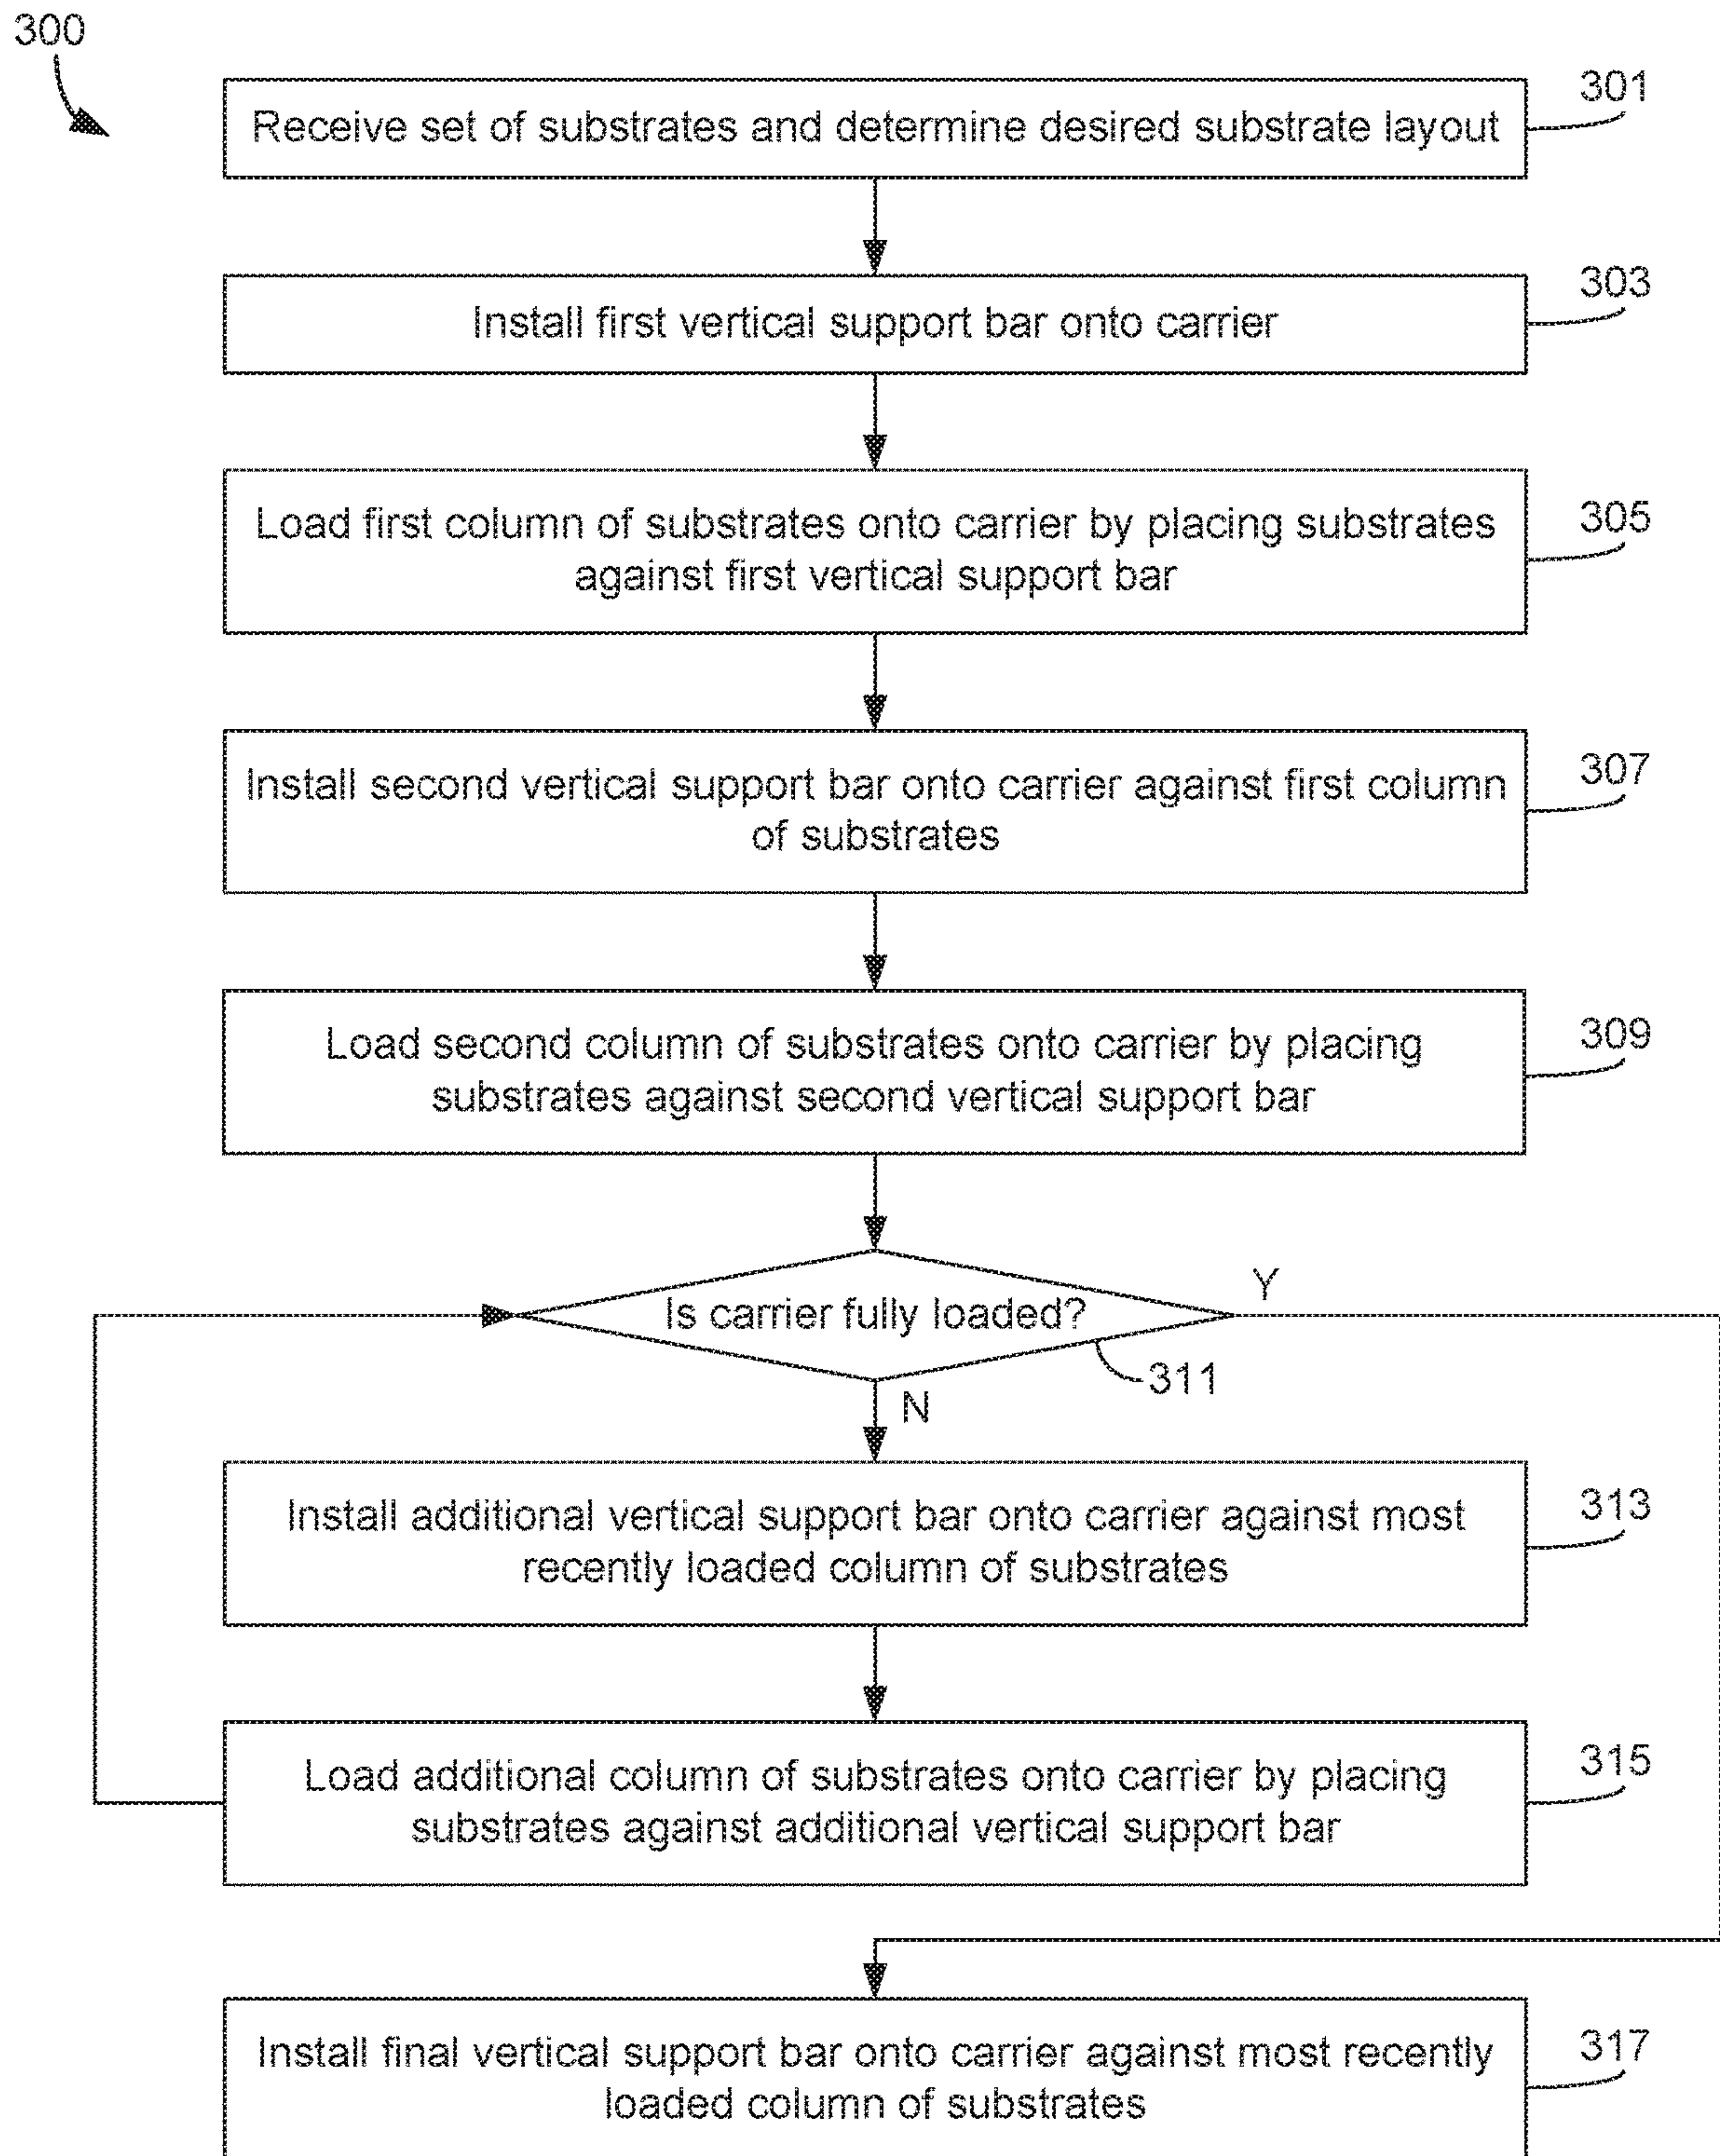 300
301
Receive set of substrates and determine desired substrate layout
303
Install first vertical support bar onto carrier
305
Load first column of substrates onto carrier by placing substrates
against first vertical support bar
307
Install second vertical support bar onto carrier against first column
of substrates
309
Load second column of substrates onto carrier by placing
substrates against second vertical support bar
Y
Is carrier fully loaded?
311
N
313
Install additional vertical support bar onto carrier against most
recently loaded column of substrates
315
Load additional column of substrates onto carrier by placing
substrates against additional vertical support bar
317
Install final vertical support bar onto carrier against most recently
loaded column of substrates